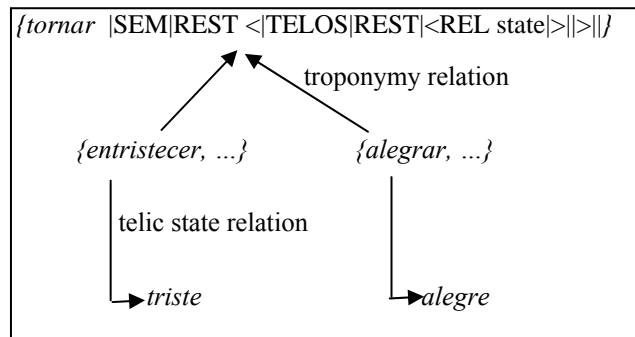 {tornar |SEM|REST <|TELOS|REST|<REL state|>||>||}
troponymy relation
{entristecer, ...} {alegrar, ...}
telic state relation
triste alegre